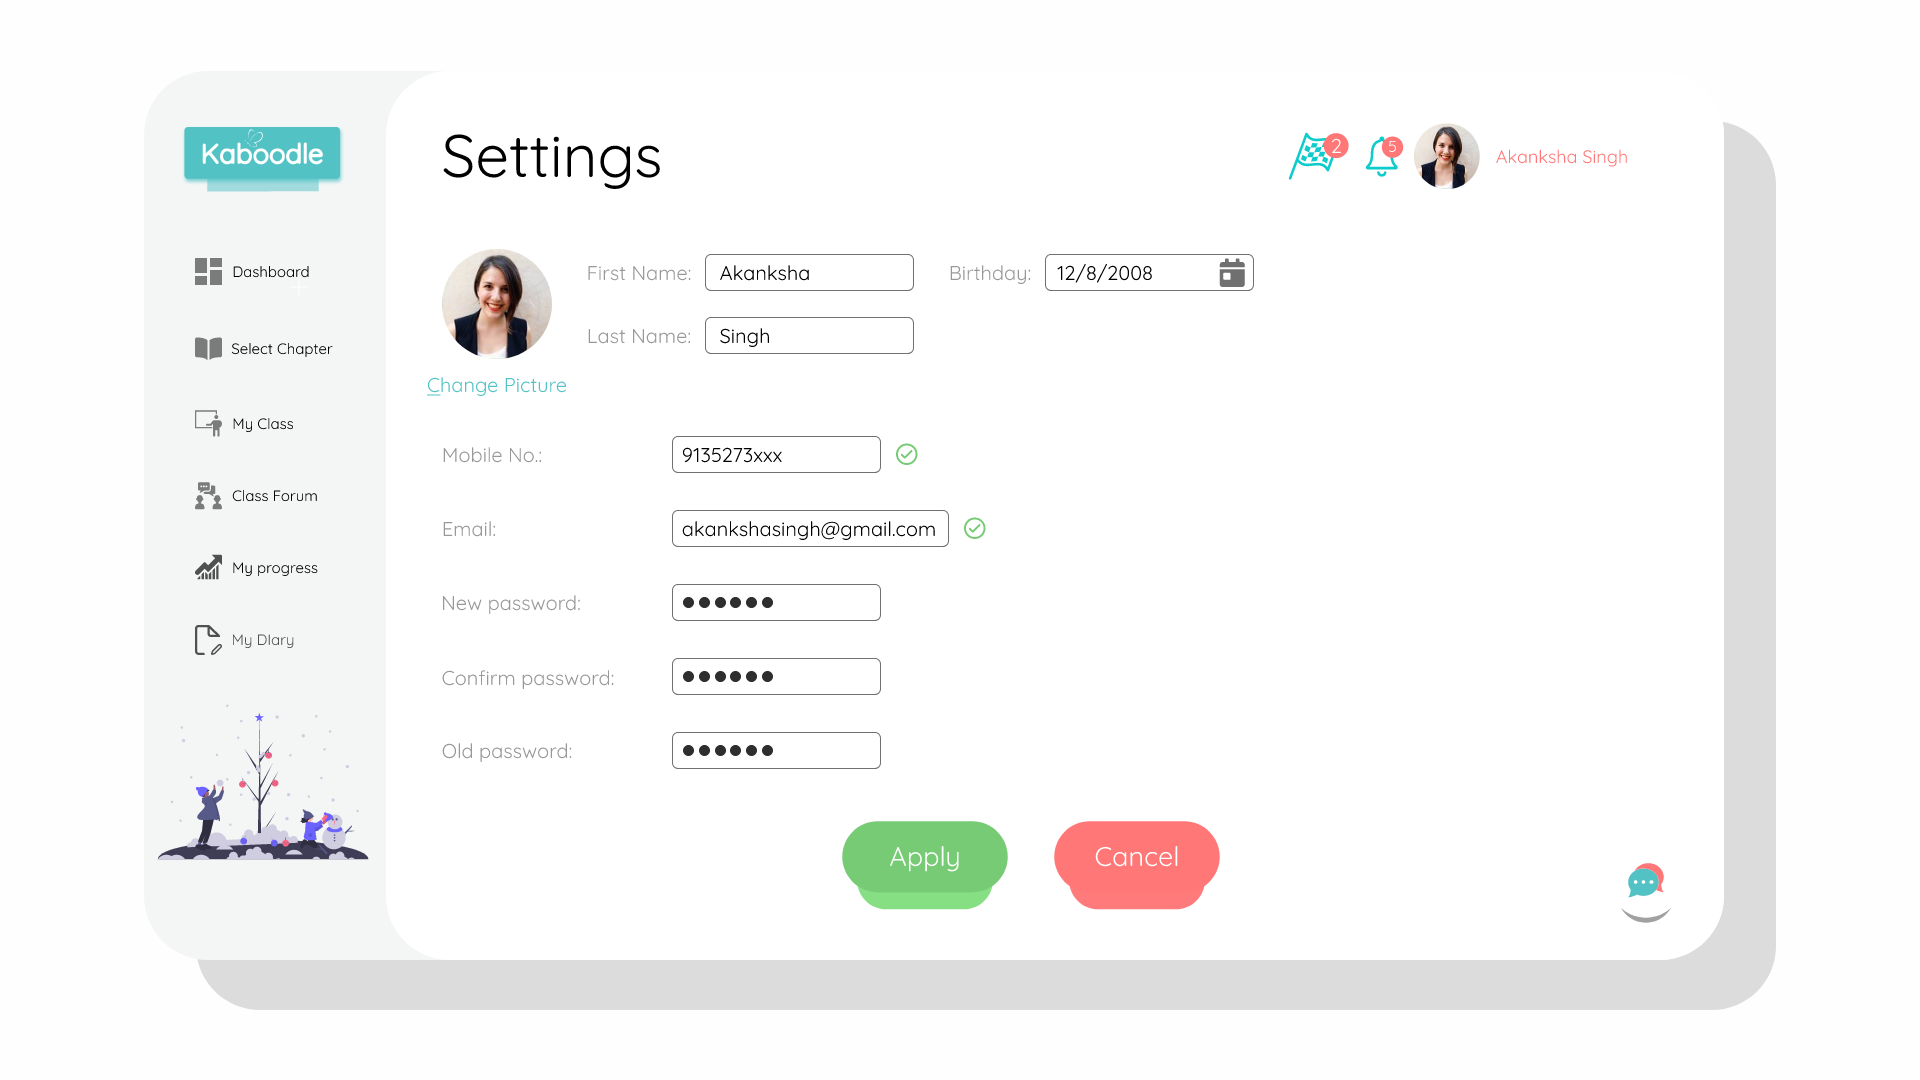 Kaboodle
Settings
2
5
Akanksha Singh
Dashboard
Select Chapter
My Class
Class Forum
My progress
My DIary
First Name:
Akanksha
Birthday:
12/8/2008
Last Name:
Singh
Change Picture
Mobile No.:
9135273xxx
Email:
akankshasingh@gmail.com
New password:
Confirm password:
Old password:
Apply
Cancel